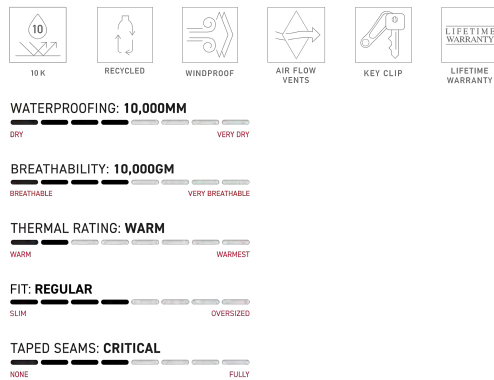 10
LIFETIME
WARRANTY
10K
RECYCLED
WINDPROOF
AIR FLOW
VENTS
KEY CLIP
LIFETIME
WARRANTY
WATERPROOFING: 10,000MM
DRY
VERY DRY
BREATHABILITY: 10,000GM
BREATHABLE
VERY BREATHABLE
THERMAL RATING: WARM
WARM
WARMEST
FIT: REGULAR
SLIM
OVERSIZED
TAPED SEAMS: CRITICAL
NONE
FULLY